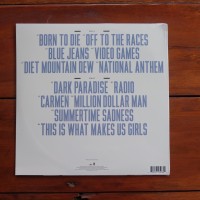 "BORN TO DIE "OFF TO THE RACES
"BLUE JEANS "VIDEO GAMES
"DIET MOUNTAIN DEW "NATIONAL ANTHEM
"DARK PARADISE "RADIO
"CARMEN "MILLION DOLLAR MAN
"SUMMERTIME SADNESS
"THIS IS WHAT MAKES US GIRLS